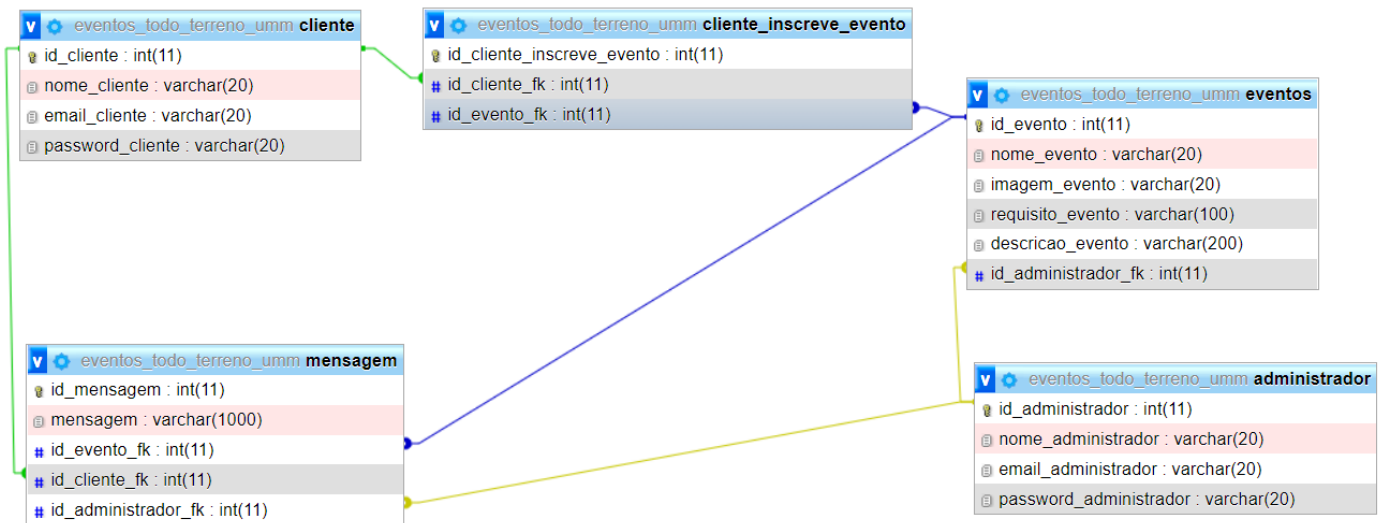 v eventos_todo_terreno_umm cliente
id_cliente : int(11)
nome_cliente : varchar(20)
email_cliente : varchar(20)
password_cliente : varchar(20)
v eventos_todo_terreno_umm cliente_inscreve_evento
id_cliente_inscreve_evento : int(11)
# id_cliente_fk : int(11)
# id_evento_fk : int(11)
v eventos_todo_terreno_umm eventos
id_evento : int(11)
nome_evento : varchar(20)
imagem_evento : varchar(20)
requisito_evento : varchar(100)
descricao_evento : varchar(200)
# id_administrador_fk : int(11)
v eventos_todo_terreno_umm mensagem
id_mensagem : int(11)
mensagem : varchar(1000)
# id_evento_fk : int(11)
# id_cliente_fk : int(11)
# id_administrador_fk : int(11)
v eventos_todo_terreno_umm administrador
id_administrador : int(11)
nome_administrador : varchar(20)
email_administrador : varchar(20)
password_administrador : varchar(20)